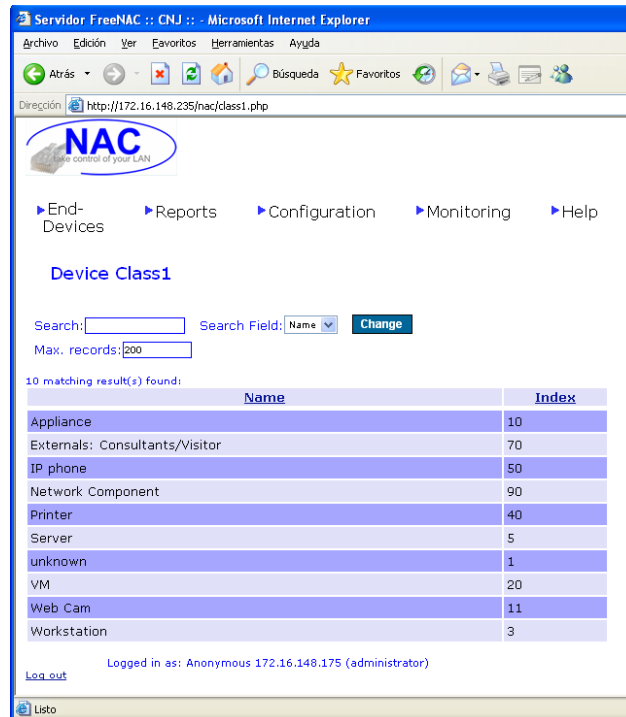 Servidor FreeNAC :: CNJ :: - Microsoft Internet Explorer
Archivo Edición Ver Favoritos Herramientas Ayuda
Atrás Búsqueda Favoritos
Dirección http://172.16.148.235/nac/class1.php
NAC
take control of your LAN
End-Devices Reports Configuration Monitoring Help
Device Class1
Search: Search Field: Name Change
Max. records: 200
10 matching result(s) found:
Name Index
Appliance 10
Externals: Consultants/Visitor 70
IP phone 50
Network Component 90
Printer 40
Server 5
unknown 1
VM 20
Web Cam 11
Workstation 3
Logged in as: Anonymous 172.16.148.175 (administrator)
Log out
Listo